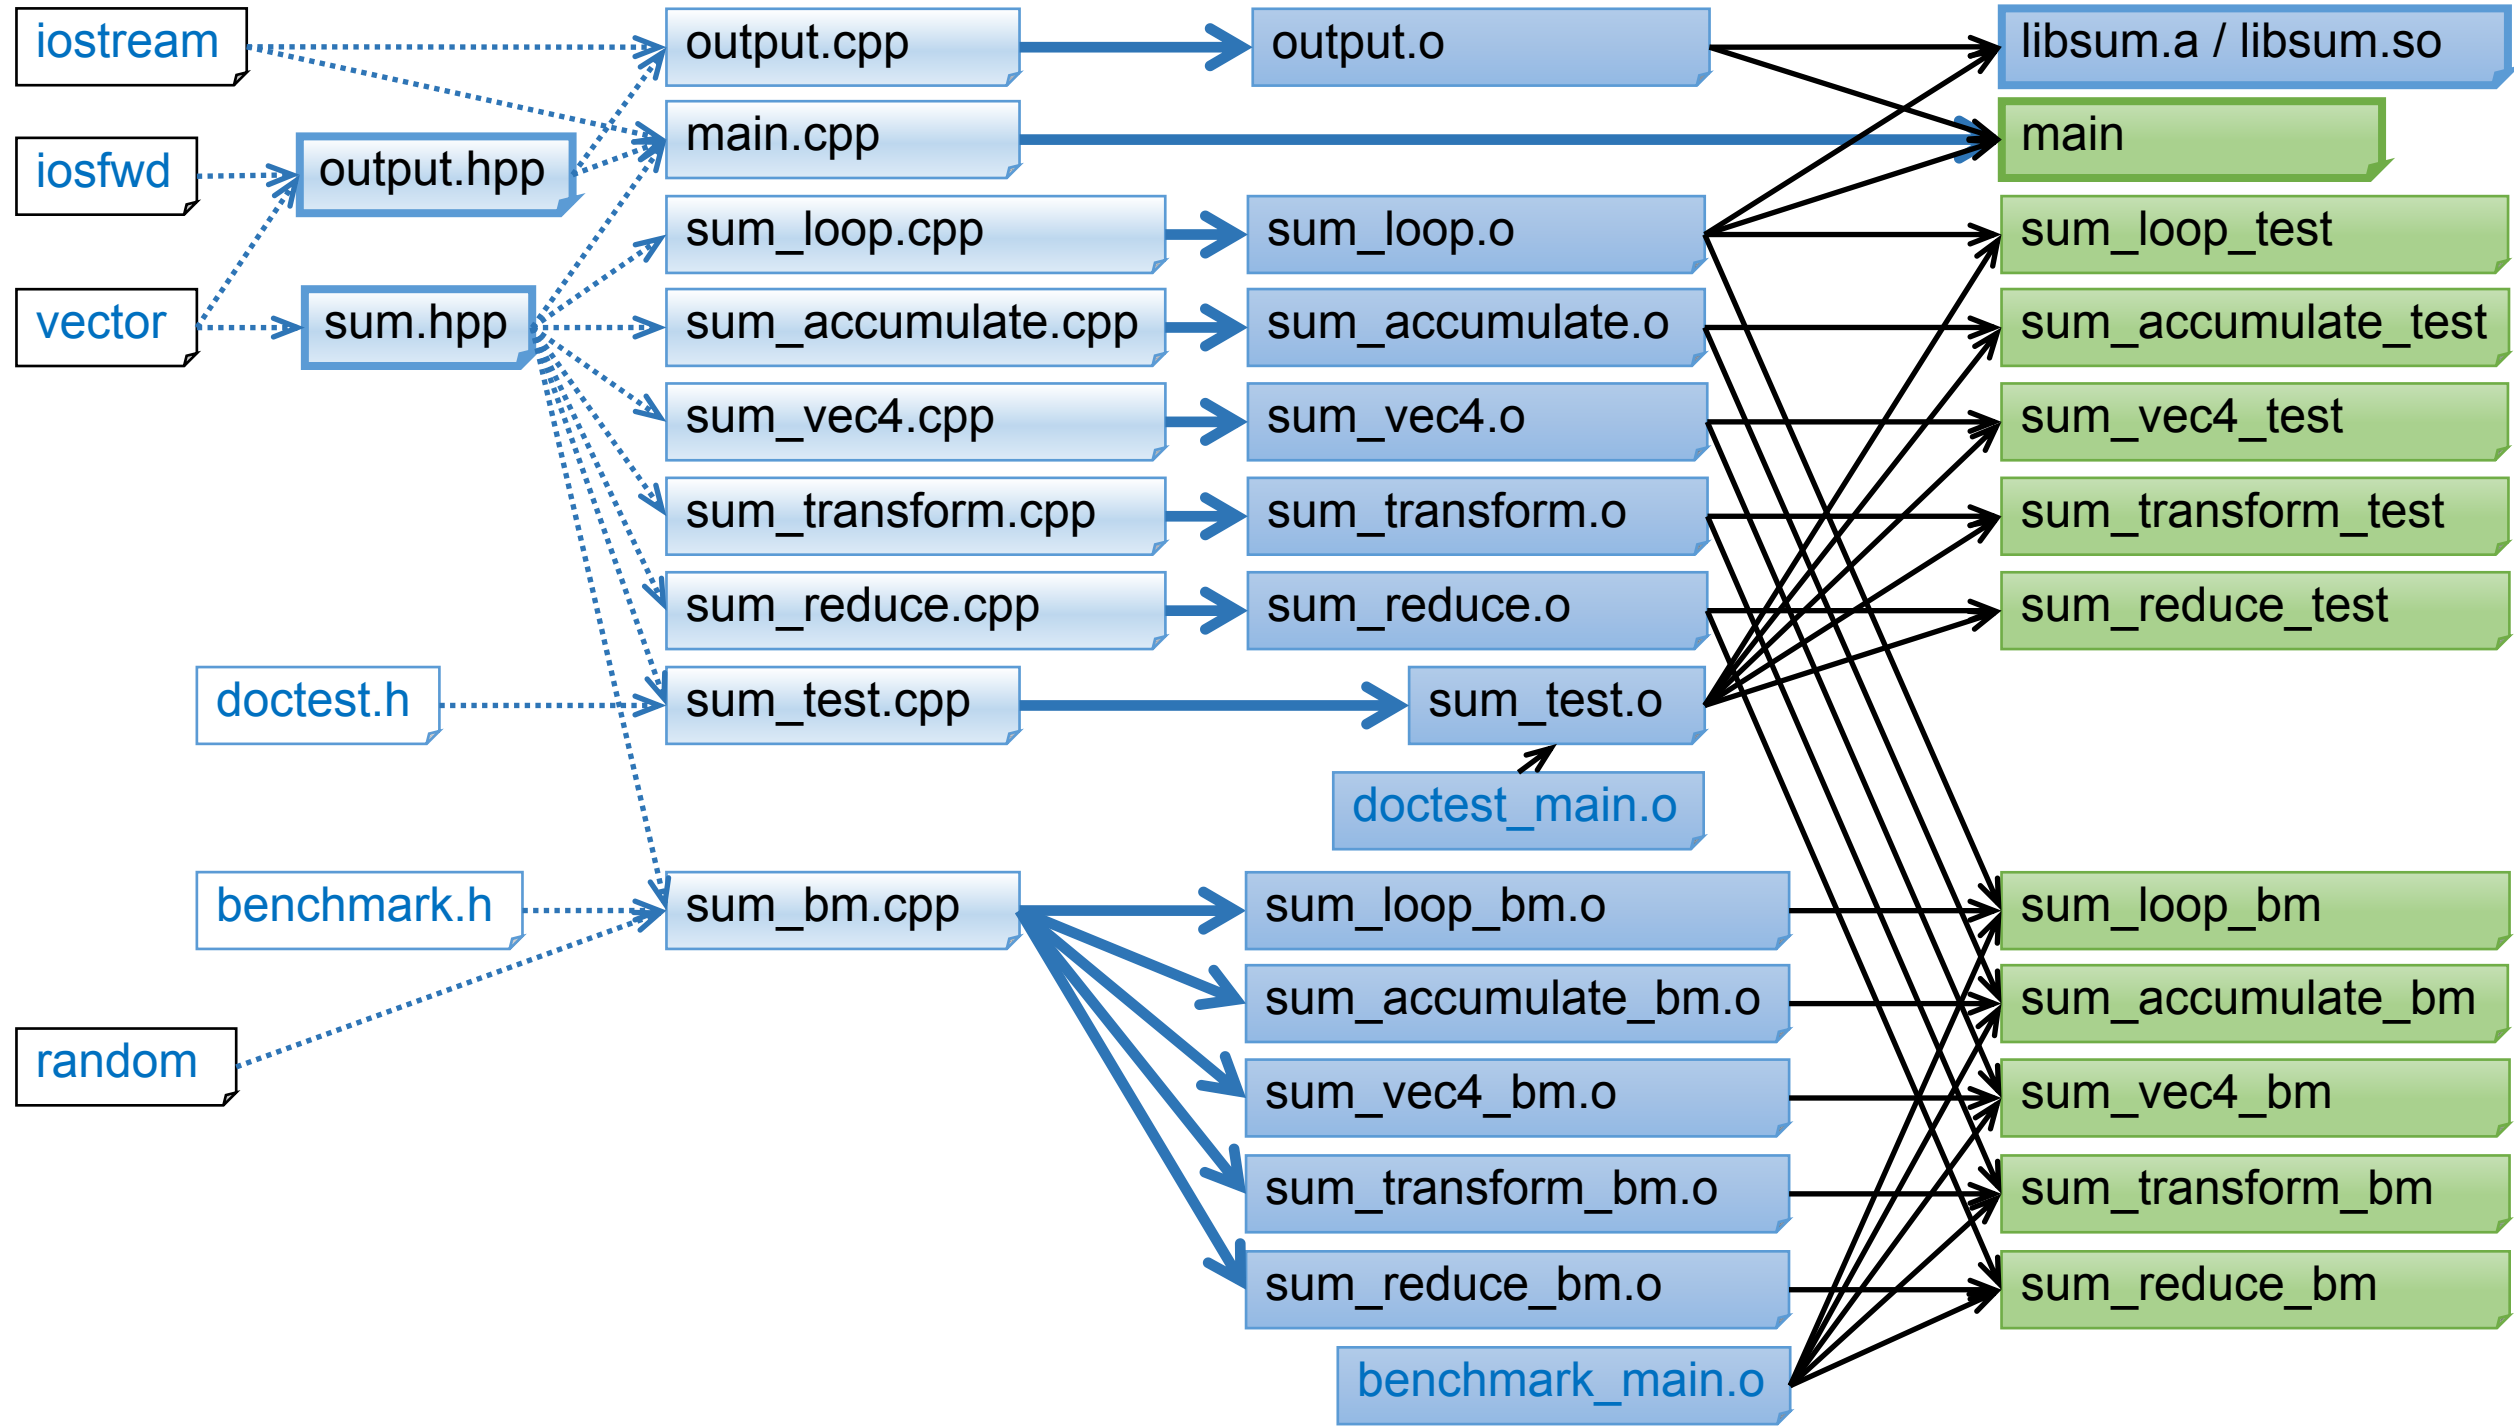 iostream
output.cpp
output.o
libsum.a / libsum.so
main.cpp
main
iosfwd
output.hpp
sum_loop.cpp
sum_loop.o
sum_loop_test
vector
sum.hpp
sum_accumulate.cpp
sum_accumulate.o
sum_accumulate_test
sum_vec4.cpp
sum_vec4.o
sum_vec4_test
sum_transform.cpp
sum_transform.o
sum_transform_test
sum_reduce.cpp
sum_reduce.o
sum_reduce_test
doctest.h
sum_test.cpp
sum_test.o
doctest_main.o
benchmark.h
sum_bm.cpp
sum_loop_bm.o
sum_loop_bm
sum_accumulate_bm.o
sum_accumulate_bm
random
sum_vec4_bm.o
sum_vec4_bm
sum_transform_bm.o
sum_transform_bm
sum_reduce_bm.o
sum_reduce_bm
benchmark_main.o